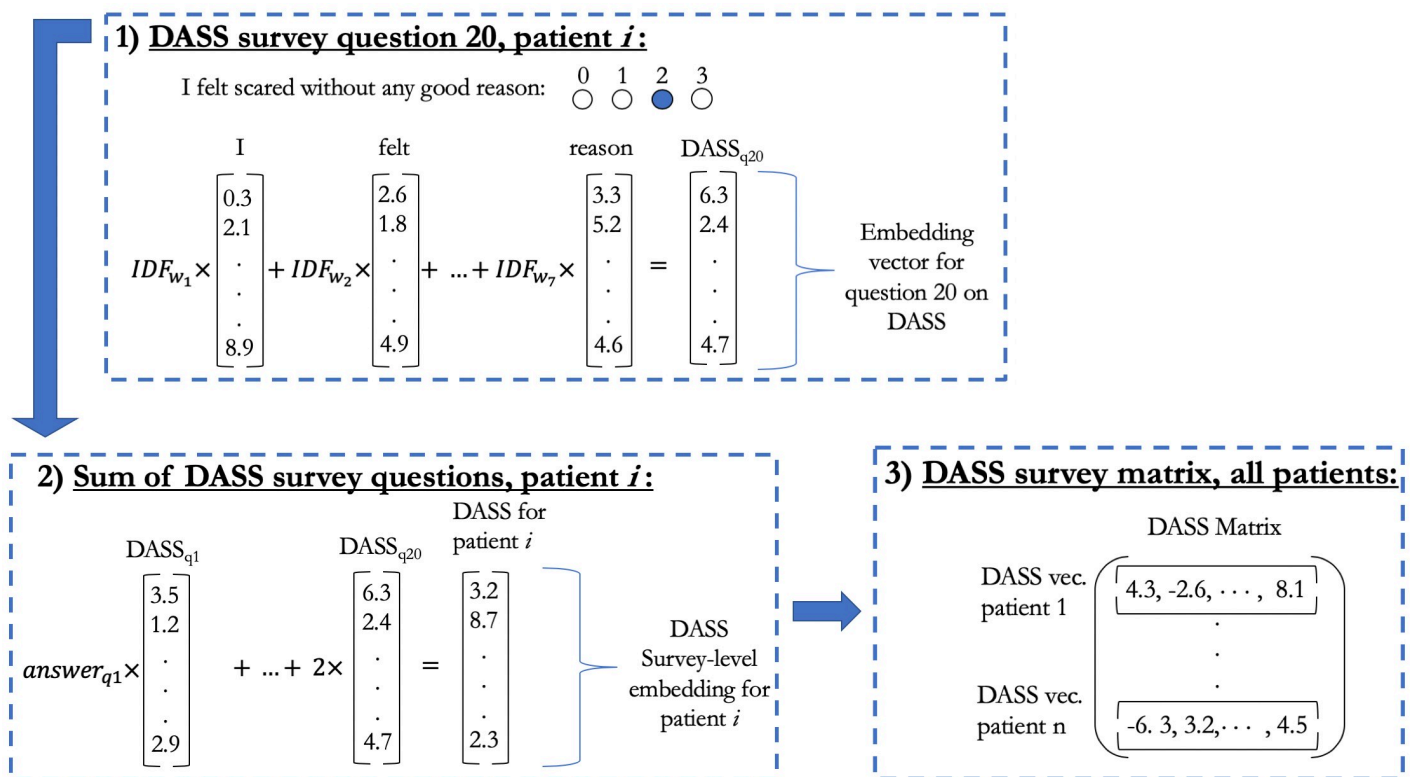 1) DASS survey question 20, patient i:
I felt scared without any good reason:
0 1 2 3
I felt reason DASSq20
0.3 2.6 3.3 6.3
2.1 1.8 5.2 2.4
. . . .
IDFw1× + IDFw2× + ...+ IDFw7× =
. . . .
. . . .
8.9 4.9 4.6 4.7
Embedding
vector for
question 20 on
DASS
2) Sum of DASS survey questions, patient i:
DASS for
patient i
DASSq1 DASSq20
3.5 6.3 3.2
1.2 2.4 8.7
. . .
answerq1× + ...+ 2× =
. . .
. . .
2.9 4.7 2.3
DASS
Survey-level
embedding for
patient i
3) DASS survey matrix, all patients:
DASS Matrix
DASS vec.
patient 1
4.3, -2.6, · · · , 8.1
.
.
.
DASS vec.
patient n
-6. 3, 3.2,· · · , 4.5